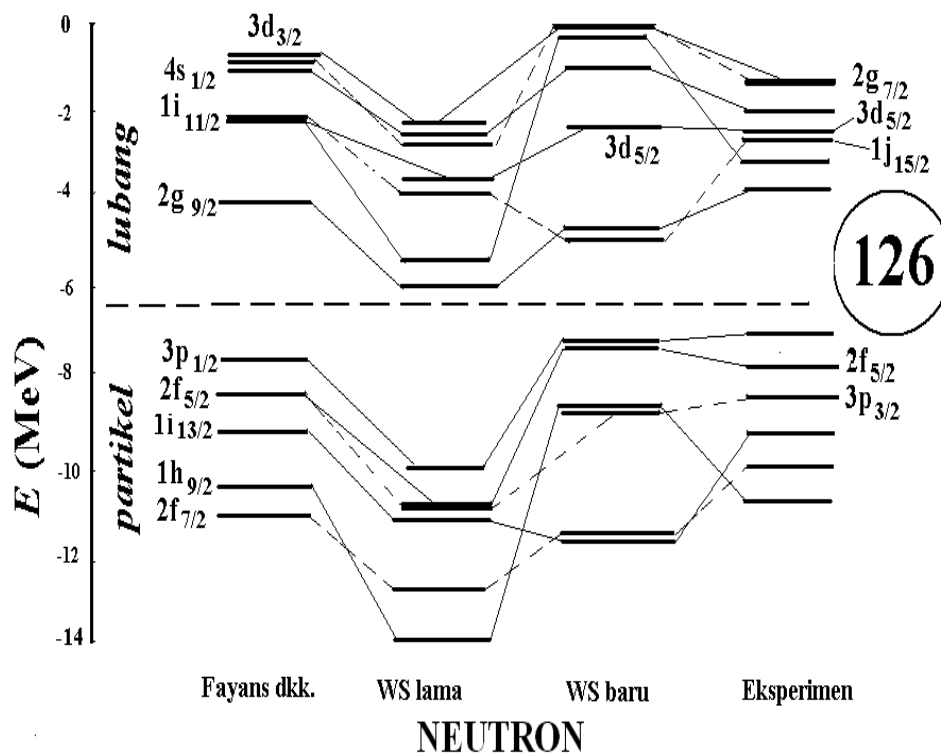 0
-2
-4
-6
-8
-10
-12
-14
E (MeV)
lubang
partikel
3d3/2
4s1/2
1i11/2
2g9/2
3p1/2
2f5/2
1i13/2
1h9/2
2f7/2
3d5/2
2g7/2
3d5/2
1j15/2
126
2f5/2
3p3/2
Fayans dkk.
WS lama
WS baru
Eksperimen
NEUTRON